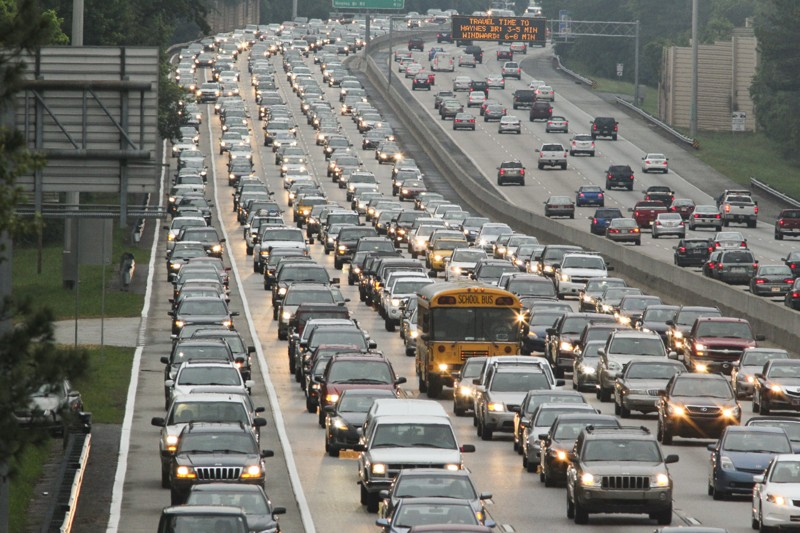 TRAVEL TIME TO
HAYNES BR: 3-5 MIN
WINDWARD: 6-8 MIN
SCHOOL BUS